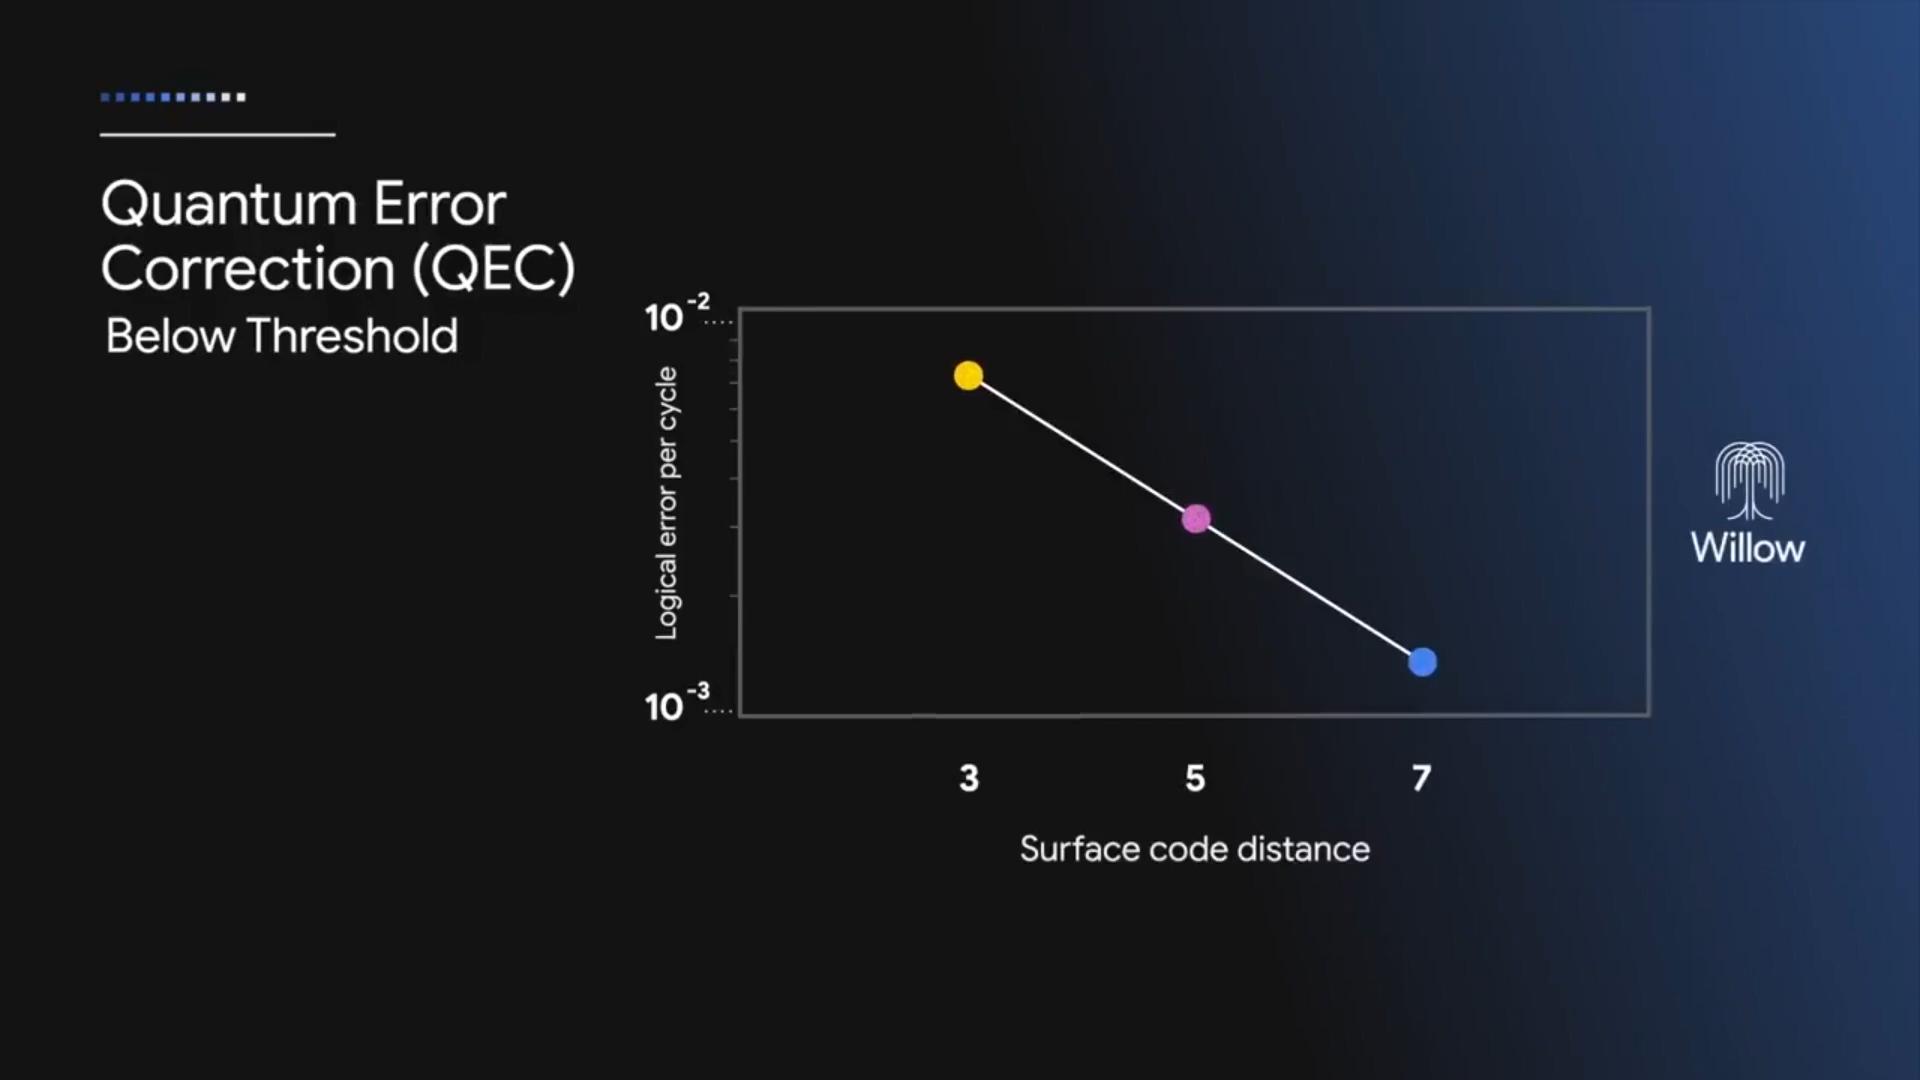 Quantum Error
Correction (QEC)
Below Threshold
10⁻²
Logical error per cycle
10⁻³
3 5 7
Surface code distance
Willow